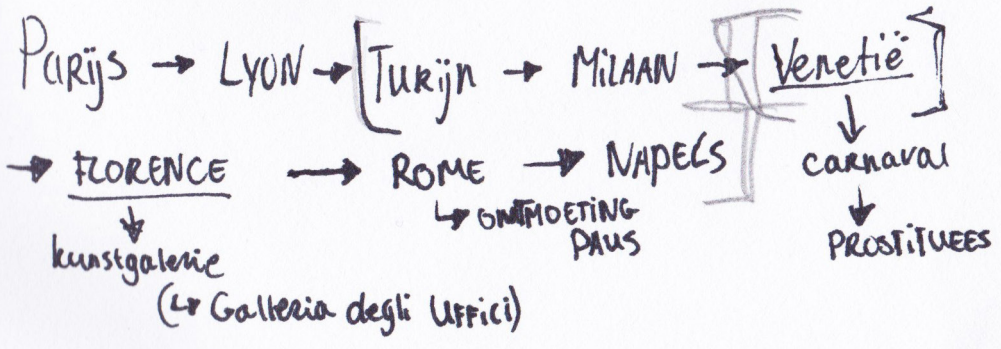 Parijs → LYON → [Turijn → MILAAN → Venetië]
→ FLORENCE → ROME → NAPELS
↓ carnaval
↳ ONTMOETING
PAUS
↓ PROSTITUEES
↓ kunstgalerie
(↳ Galleria degli Uffici)